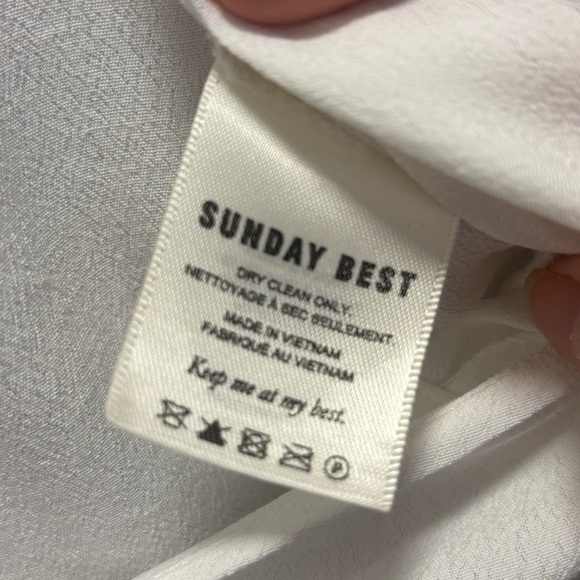 SUNDAY BEST
DRY CLEAN ONLY.
NETTOYAGE À SEC SEULEMENT.
MADE IN VIETNAM
FABRIQUÉ AU VIETNAM
Keep me at my best.
P